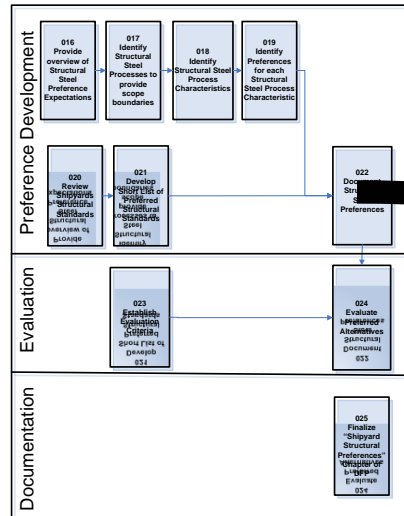 Preference Development
016
Provide
overview of
Structural Steel
Preference
Expectations
017
Identify
Structural Steel
Processes to
provide scope
boundaries
018
Identify
Structural Steel
Process
Characteristics
019
Identify
Preferences
for each
Structural Steel
Process
Characteristic
020
Review
Shipyards
Structural
Standards
021
Develop
Short List of
Preferred
Structural
Standards
022
Preferences
Evaluation
023
Establish
Evaluation
Criteria
024
Evaluate
Preferred
Alternatives
Documentation
025
Finalize
"Shipyard
Structural
Preferences"
Chapter of
DFP